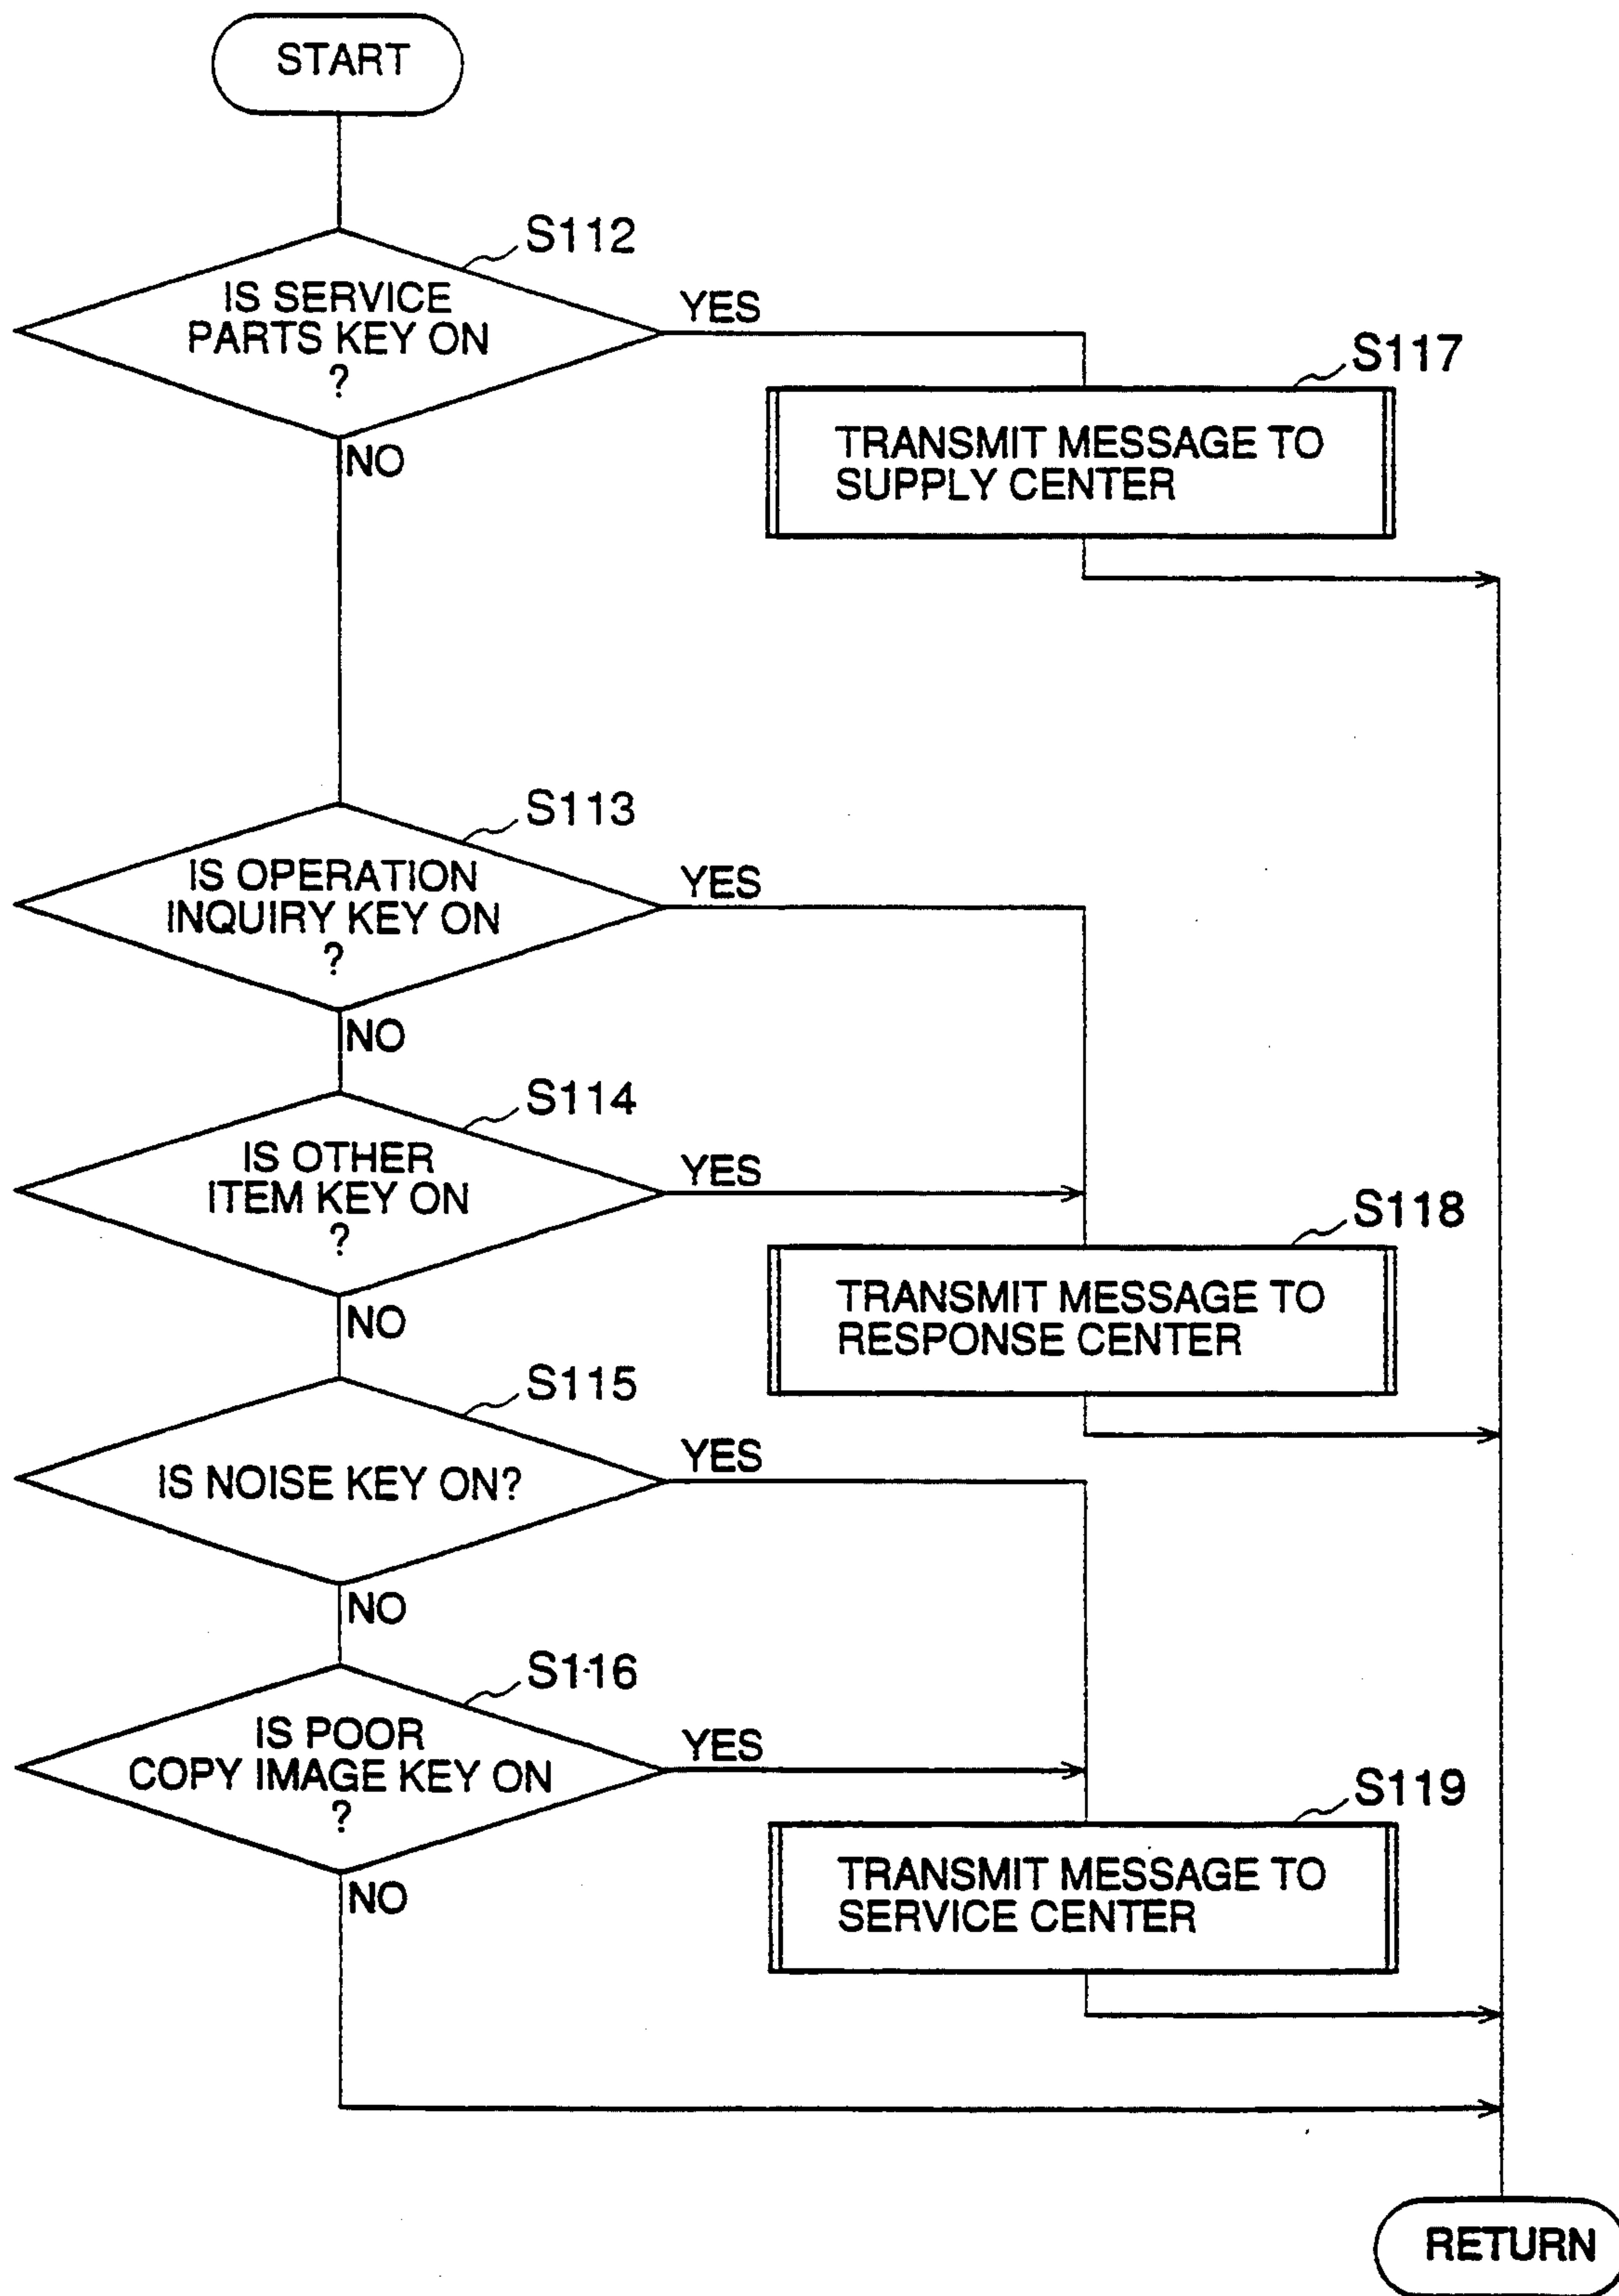 START
S112
IS SERVICE
PARTS KEY ON
?
YES
NO
S117
TRANSMIT MESSAGE TO
SUPPLY CENTER
S113
IS OPERATION
INQUIRY KEY ON
?
YES
NO
S114
IS OTHER
ITEM KEY ON
?
YES
NO
S118
TRANSMIT MESSAGE TO
RESPONSE CENTER
S115
IS NOISE KEY ON?
YES
NO
S116
IS POOR
COPY IMAGE KEY ON
?
YES
NO
S119
TRANSMIT MESSAGE TO
SERVICE CENTER
RETURN